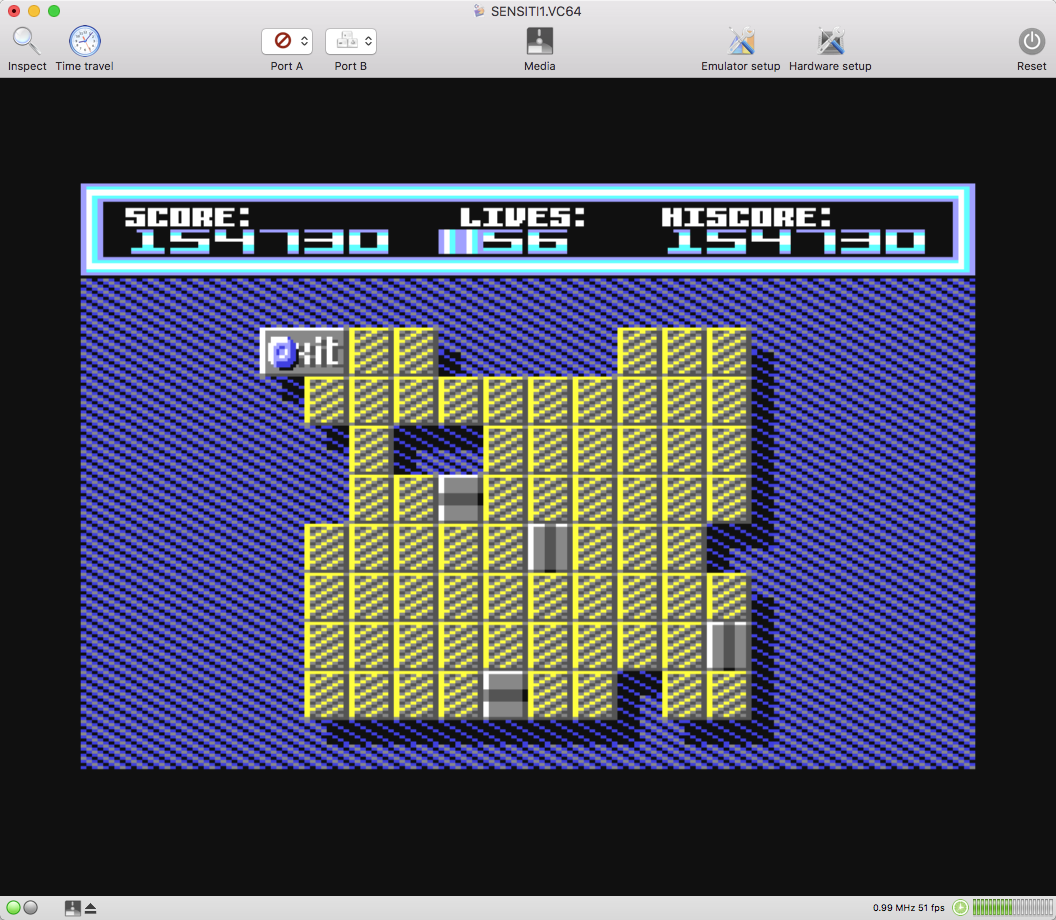 SENSITI1.VC64
Inspect Time travel Port A Port B Media Emulator setup Hardware setup Reset
SCORE: LIVES: HISCORE:
154730 56 154730
xit
0.99 MHz 51 fps